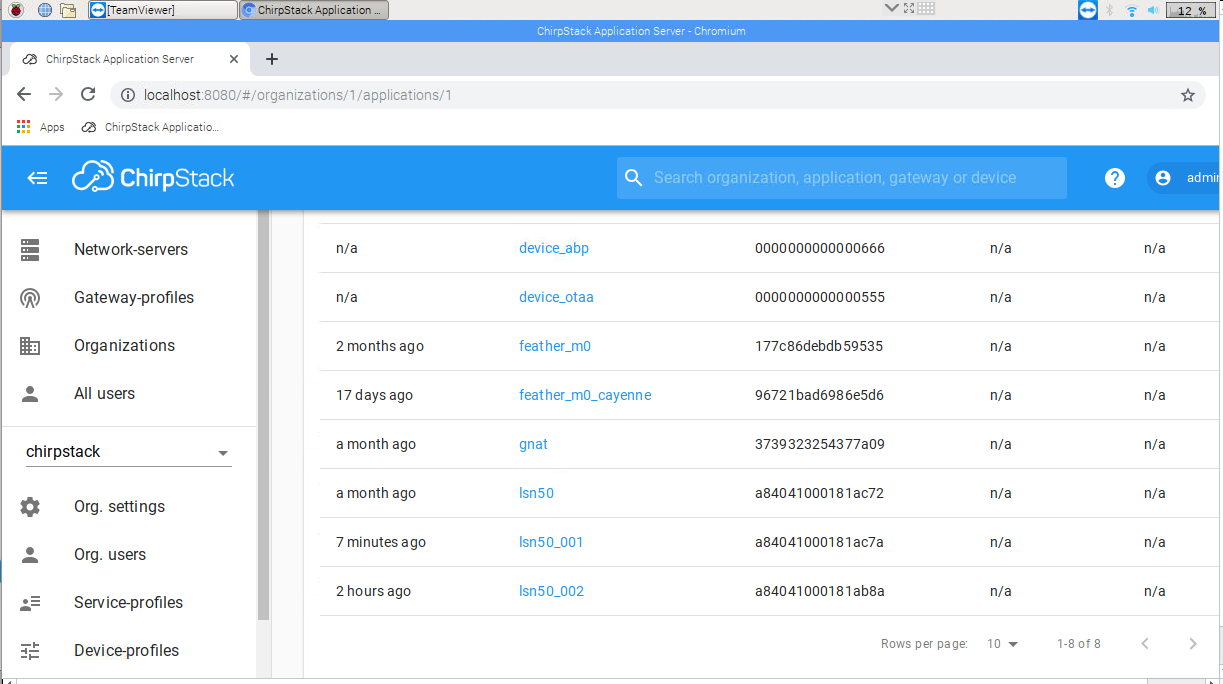 [TeamViewer] ChirpStack Application ... 12 %
ChirpStack Application Server - Chromium
ChirpStack Application Server
localhost:8080/#/organizations/1/applications/1
Apps ChirpStack Applicatio...
ChirpStack Search organization, application, gateway or device ? admin
Network-servers
Gateway-profiles
Organizations
All users
chirpstack
Org. settings
Org. users
Service-profiles
Device-profiles
n/a device_abp 0000000000000666 n/a n/a
n/a device_otaa 0000000000000555 n/a n/a
2 months ago feather_m0 177c86debdb59535 n/a n/a
17 days ago feather_m0_cayenne 96721bad6986e5d6 n/a n/a
a month ago gnat 3739323254377a09 n/a n/a
a month ago lsn50 a84041000181ac72 n/a n/a
7 minutes ago lsn50_001 a84041000181ac7a n/a n/a
2 hours ago lsn50_002 a84041000181ab8a n/a n/a
Rows per page: 10 1-8 of 8